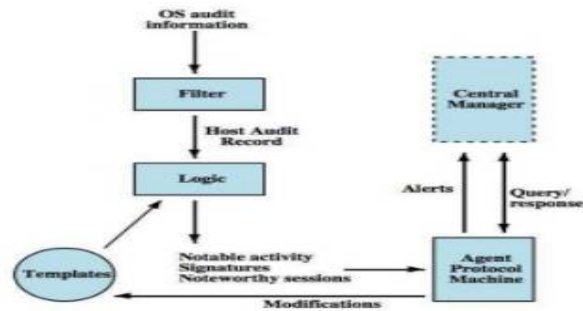 OS audit
information
Filter
Central
Manager
Host Audit
Record
Logic
Alerts
Query/
response
Notable activity
Signatures
Noteworthy sessions
Templates
Agent
Protocol
Machine
Modifications